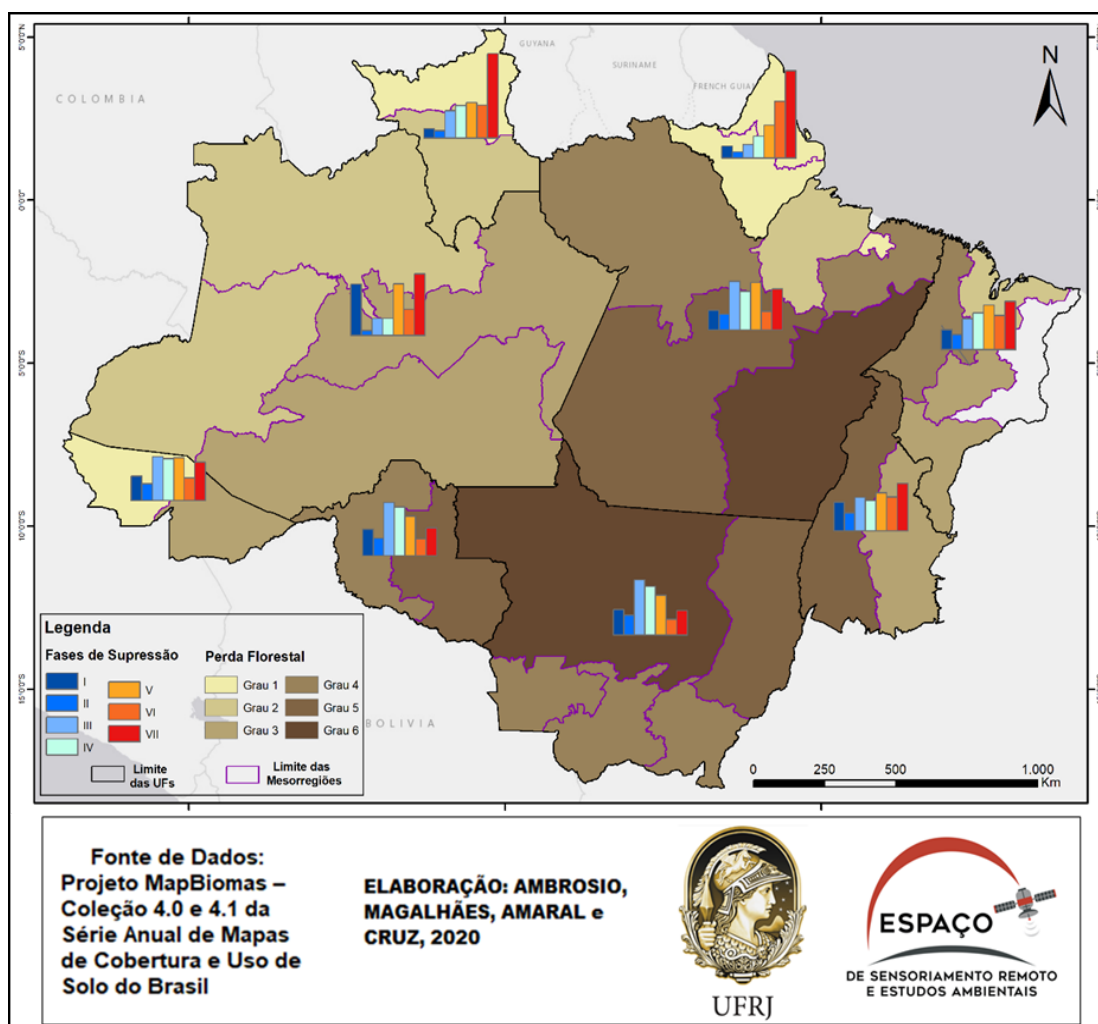 GUYANA
SURINAME
FRENCH GUIA
COLOMBIA
BOLIVIA
N
5°0'0"N
0°0'0"
5°0'0"S
10°0'0"S
15°0'0"S
Legenda
Fases de Supressão
I
II
III
IV
V
VI
VII
Perda Florestal
Grau 1
Grau 2
Grau 3
Grau 4
Grau 5
Grau 6
Limite
das UFs
Limite das
Mesorregiões
0 250 500 1.000
Km
Fonte de Dados:
Projeto MapBiomas –
Coleção 4.0 e 4.1 da
Série Anual de Mapas
de Cobertura e Uso de
Solo do Brasil
ELABORAÇÃO: AMBROSIO,
MAGALHÃES, AMARAL e
CRUZ, 2020
UFRJ
ESPAÇO
DE SENSORIAMENTO REMOTO
E ESTUDOS AMBIENTAIS